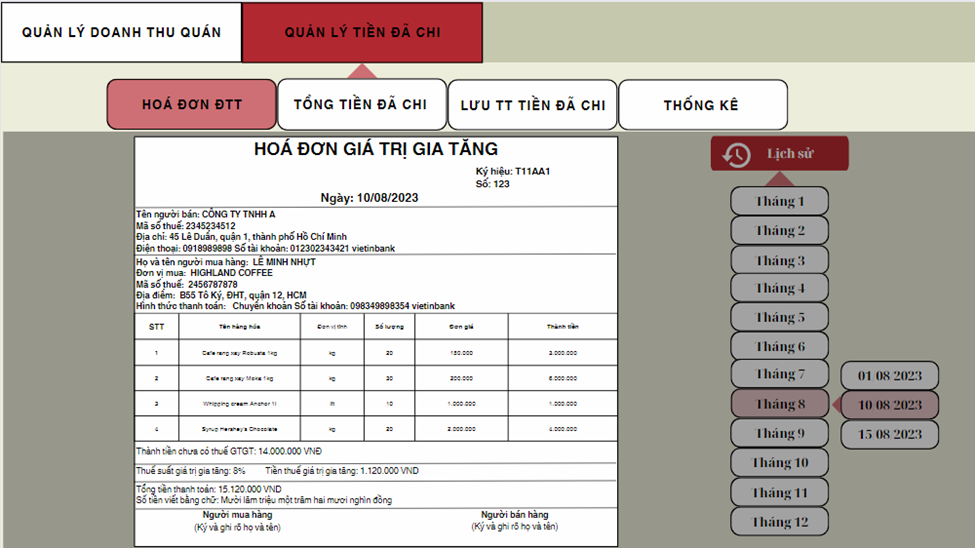 QUẢN LÝ DOANH THU QUÁN
QUẢN LÝ TIỀN ĐÃ CHI
HOÁ ĐƠN ĐTT
TỔNG TIỀN ĐÃ CHI
LƯU TT TIỀN ĐÃ CHI
THỐNG KÊ
HOÁ ĐƠN GIÁ TRỊ GIA TĂNG
Ký hiệu: T11AA1
Số: 123
Ngày: 10/08/2023
Tên người bán: CÔNG TY TNHH A
Mã số thuế: 2345234512
Địa chỉ: 45 Lê Duẩn, quận 1, thành phố Hồ Chí Minh
Điện thoại: 0918989898 Số tài khoản: 012302343421 vietinbank
Họ và tên người mua hàng: LÊ MINH NHỰT
Đơn vị mua: HIGHLAND COFFEE
Mã số thuế: 2456787878
Địa điểm: B55 Tô Ký, ĐHT, quận 12, HCM
Hình thức thanh toán: Chuyển khoản Số tài khoản: 098349898354 vietinbank
STT Tên hàng hóa Đơn vị tính Số lượng Đơn giá Thành tiền
1 Cafe rang xay Robusta 1kg kg 20 150.000 3.000.000
2 Cafe rang xay Moka 1kg kg 30 200.000 6.000.000
3 Whipping cream Anchor 1l lít 10 1.000.000 1.000.000
4 Syrup Hershey's Chocolate kg 20 2.000.000 4.000.000
Thành tiền chưa có thuế GTGT: 14.000.000 VNĐ
Thuế suất giá trị gia tăng: 8% Tiền thuế giá trị gia tăng: 1.120.000 VND
Tổng tiền thanh toán: 15.120.000 VND
Số tiền viết bằng chữ: Mười lăm triệu một trăm hai mươi nghìn đồng
Người mua hàng
(Ký và ghi rõ họ và tên)
Người bán hàng
(Ký và ghi rõ họ và tên)
Lịch sử
Tháng 1
Tháng 2
Tháng 3
Tháng 4
Tháng 5
Tháng 6
Tháng 7
Tháng 8
Tháng 9
Tháng 10
Tháng 11
Tháng 12
01/08/2023
10/08/2023
15/08/2023